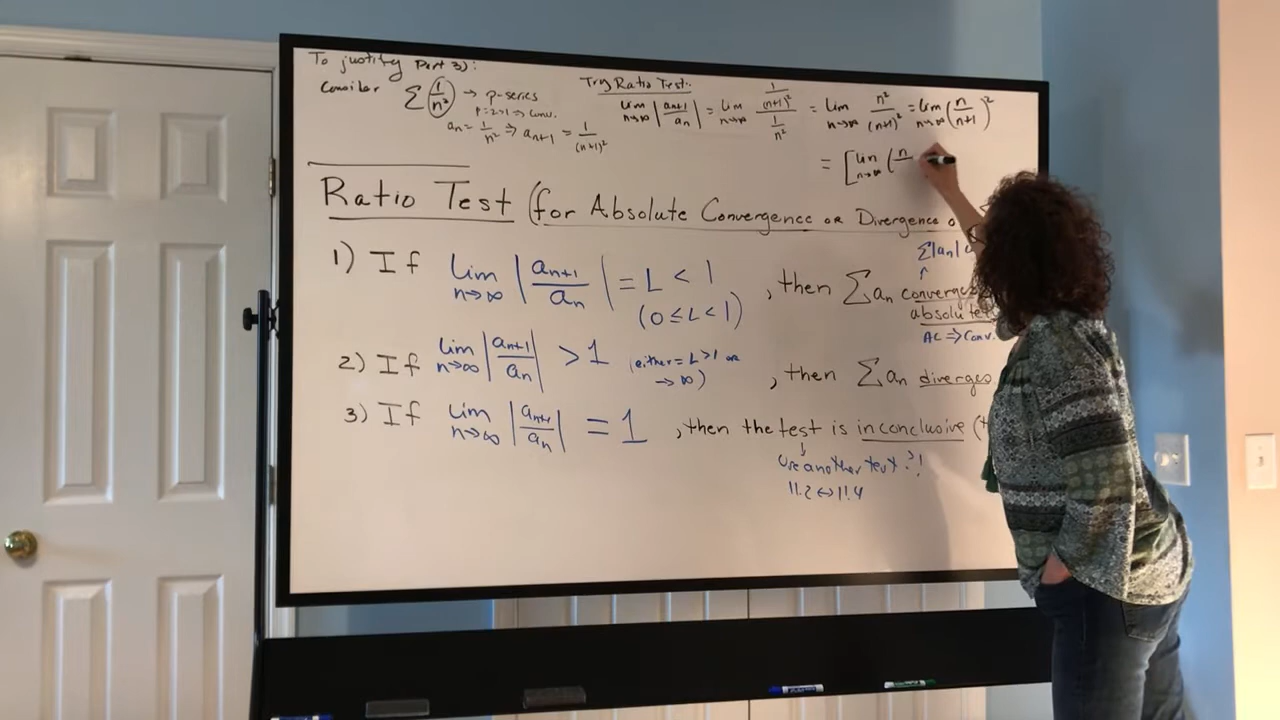 To justify Part 3):
Consider ∑ 1/n² → p-series
p=2>1 ⇒ conv.
aₙ = 1/n² ⇒ aₙ₊₁ = 1/(n+1)²
Try Ratio Test:
lim n→∞ |aₙ₊₁/aₙ| = lim n→∞ (1/(n+1)²)/(1/n²) = lim n→∞ n²/(n+1)² = lim n→∞ (n/n+1)²
= [lim n→∞ (n
Ratio Test (for Absolute Convergence or Divergence o
1) If lim n→∞ |aₙ₊₁/aₙ| = L < 1 , then ∑aₙ converges
(0 ≤ L < 1)
∑|aₙ|
absolute
AC ⇒ Conv.
2) If lim n→∞ |aₙ₊₁/aₙ| > 1 (either = L>1 or → ∞) , then ∑aₙ diverges
3) If lim n→∞ |aₙ₊₁/aₙ| = 1 , then the test is inconclusive (
↓
Use another test !
11.2 ↔ 11.4